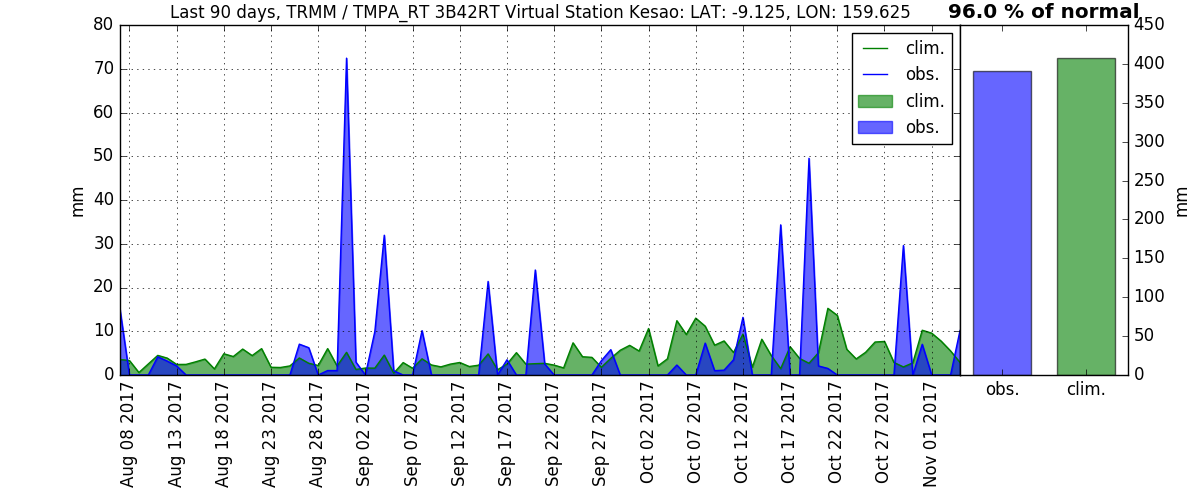 Last 90 days, TRMM / TMPA_RT 3B42RT Virtual Station Kesao: LAT: -9.125, LON: 159.625
96.0 % of normal
80
70
60
50
40
30
20
10
0
mm
clim.
obs.
clim.
obs.
450
400
350
300
250
200
150
100
50
0
mm
Aug 08 2017
Aug 13 2017
Aug 18 2017
Aug 23 2017
Aug 28 2017
Sep 02 2017
Sep 07 2017
Sep 12 2017
Sep 17 2017
Sep 22 2017
Sep 27 2017
Oct 02 2017
Oct 07 2017
Oct 12 2017
Oct 17 2017
Oct 22 2017
Oct 27 2017
Nov 01 2017
obs.
clim.